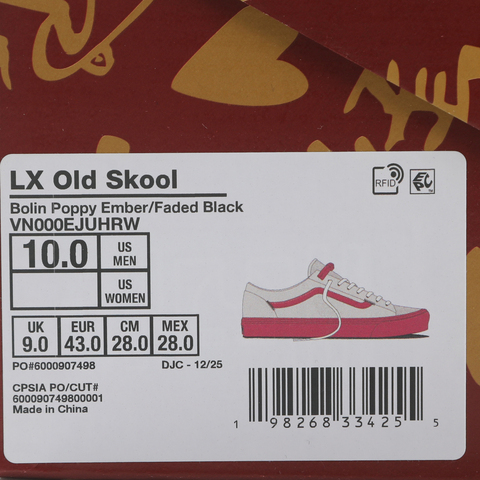 LX Old Skool
Bolin Poppy Ember/Faded Black
VN000EJUHRW
RFID
10.0 US MEN
US WOMEN
UK 9.0 EUR 43.0 CM 28.0 MEX 28.0
PO#6000907498 DJC - 12/25
CPSIA PO/CUT#
600090749800001
Made in China
1 98268 33425 5